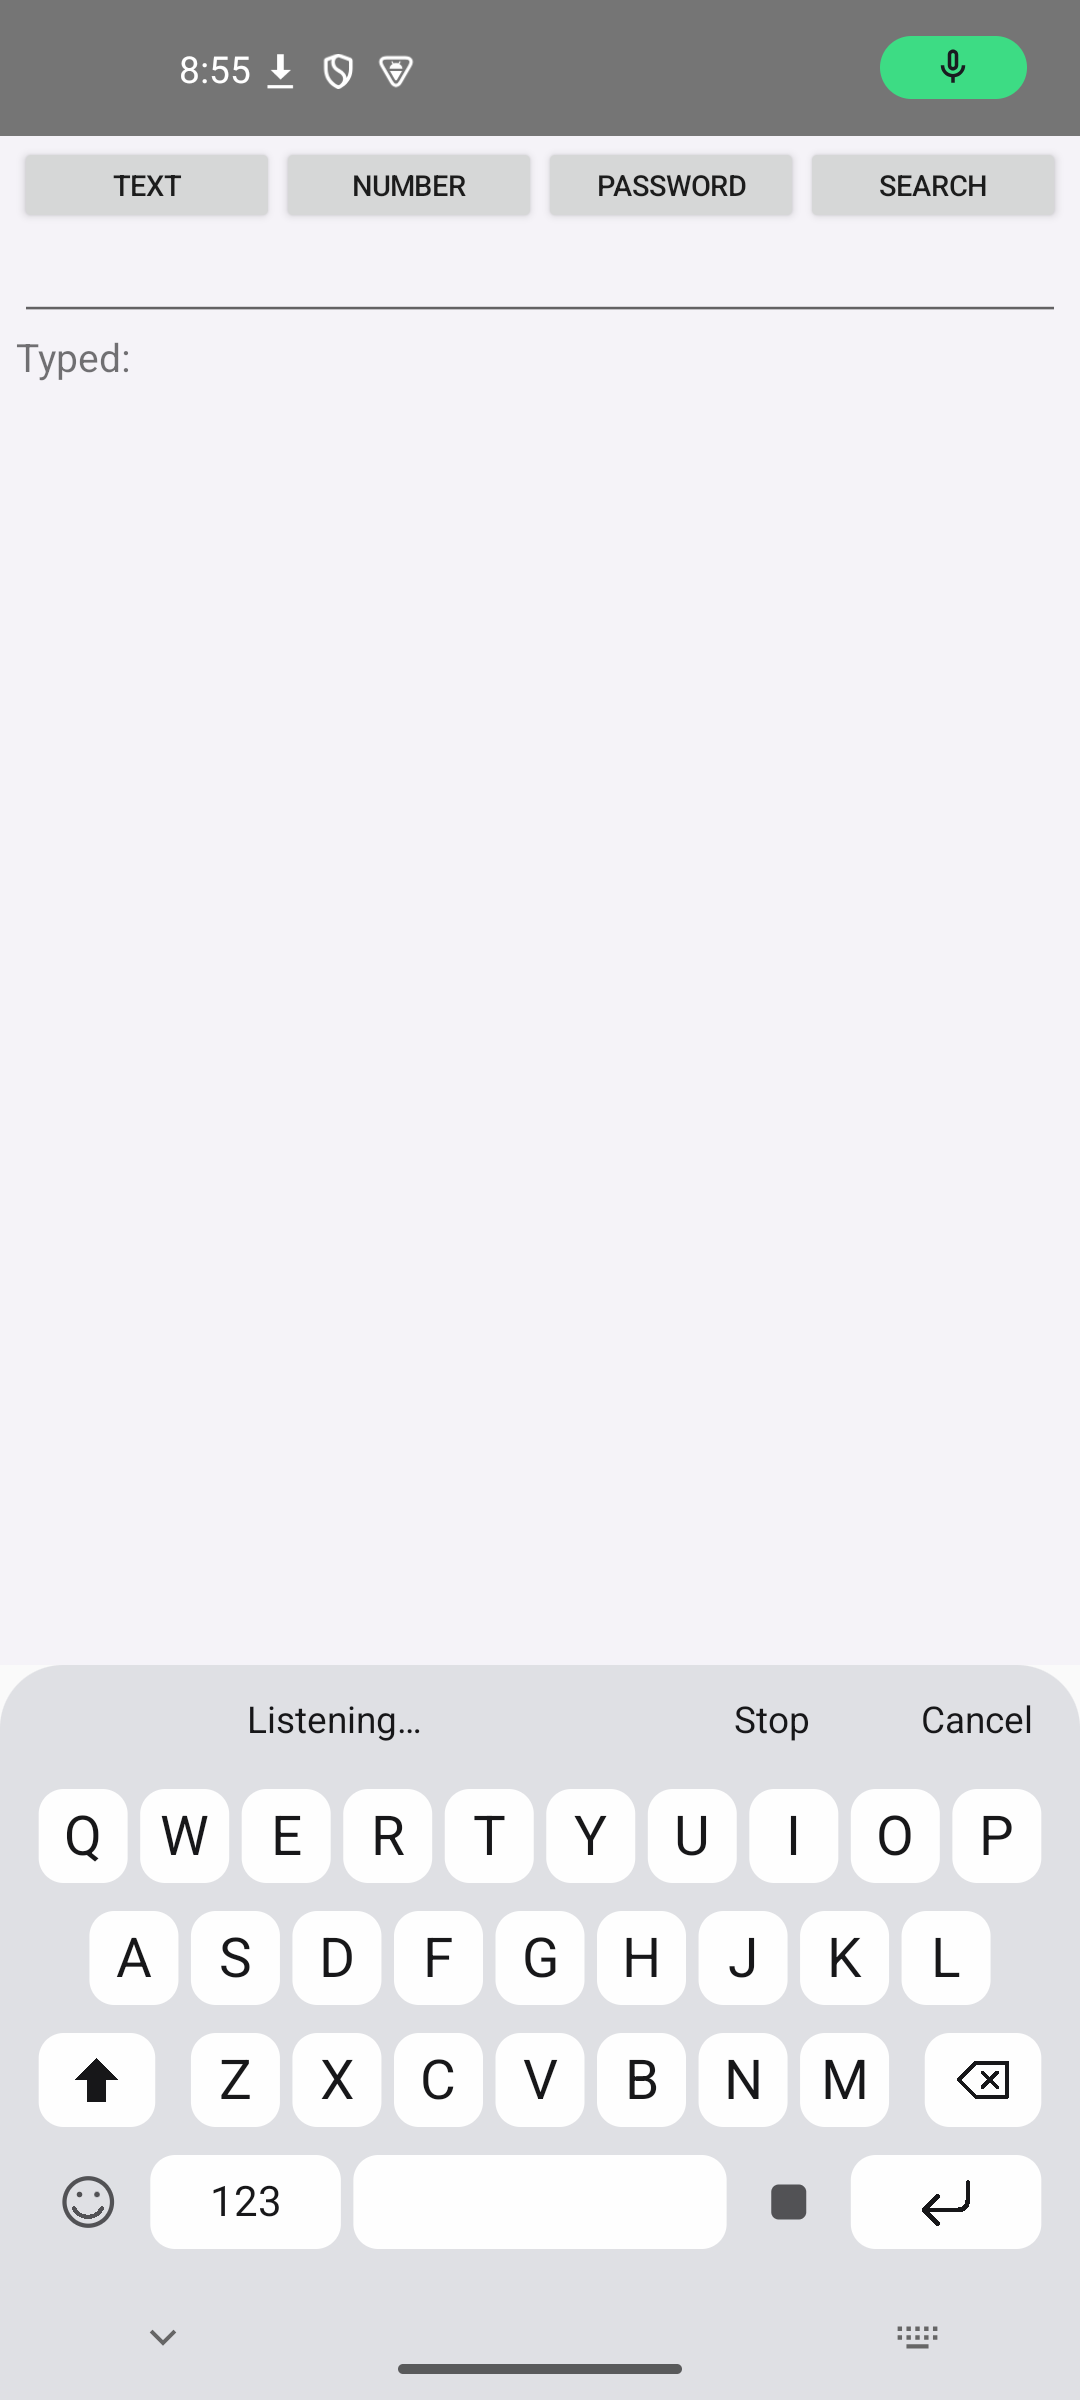 8:55
TEXT NUMBER PASSWORD SEARCH
Typed:
Listening... Stop Cancel
Q W E R T Y U I O P
A S D F G H J K L
Z X C V B N M
123